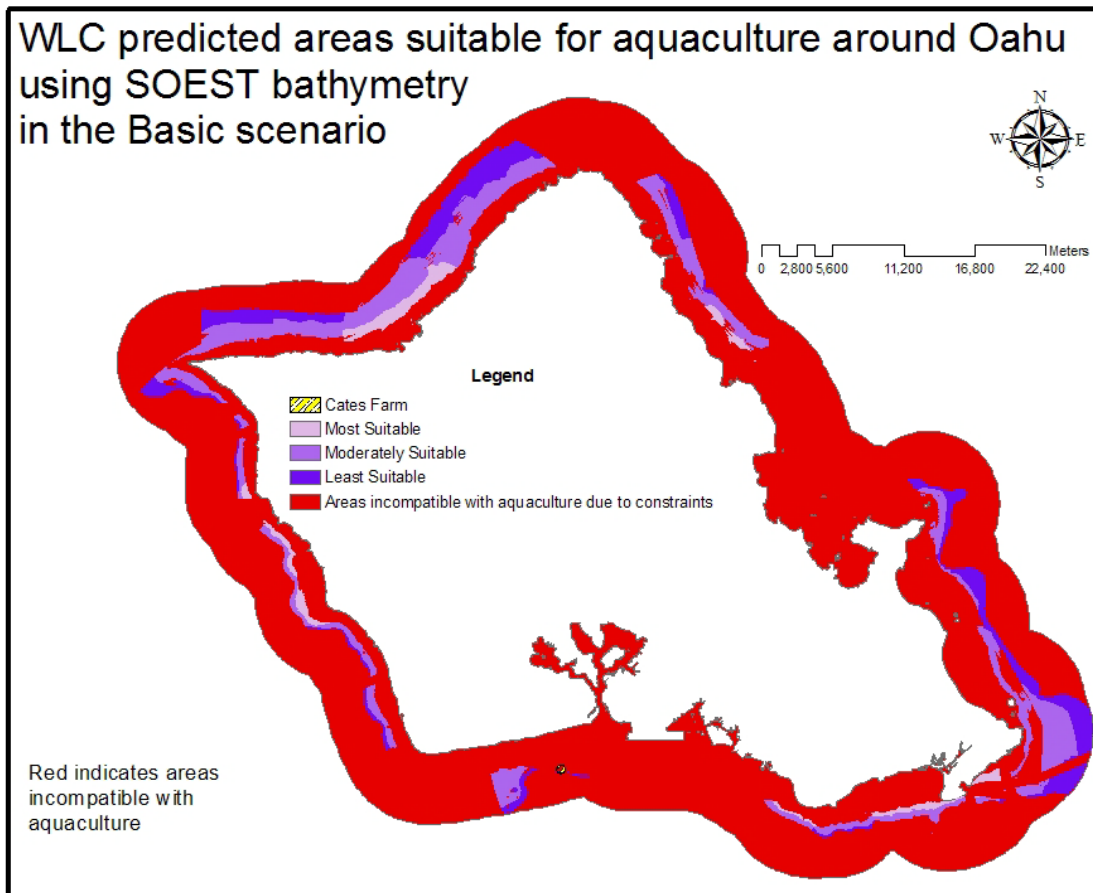 WLC predicted areas suitable for aquaculture around Oahu
using SOEST bathymetry
in the Basic scenario
N
W E
S
Meters
0 2,800 5,600 11,200 16,800 22,400
Legend
Cates Farm
Most Suitable
Moderately Suitable
Least Suitable
Areas incompatible with aquaculture due to constraints
Red indicates areas
incompatible with
aquaculture